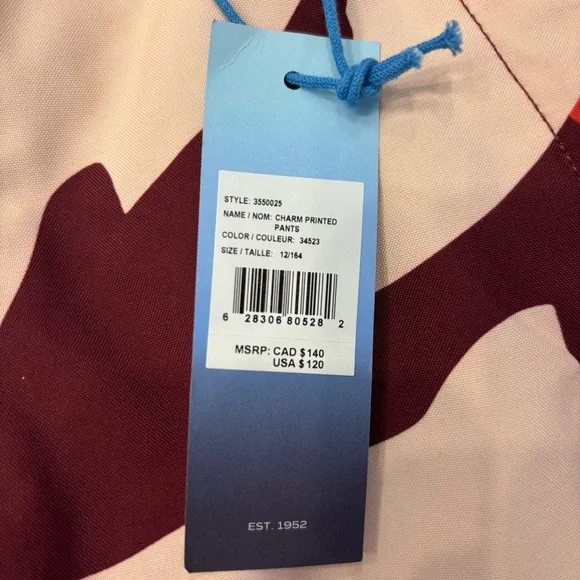 STYLE: 3550025
NAME / NOM: CHARM PRINTED
PANTS
COLOR / COULEUR: 34523
SIZE / TAILLE: 12/164
6 28306 80528 2
MSRP: CAD $140
USA $120
EST. 1952